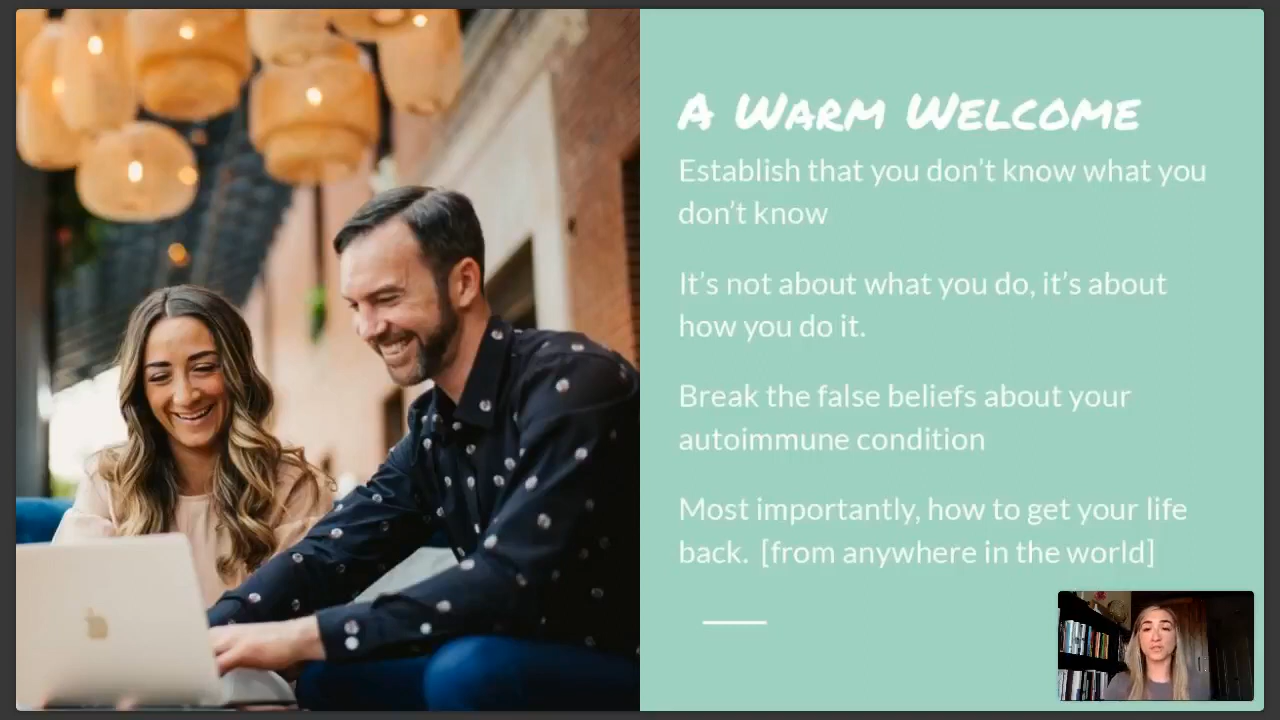 A Warm Welcome
Establish that you don't know what you
don't know
It's not about what you do, it's about
how you do it.
Break the false beliefs about your
autoimmune condition
Most importantly, how to get your life
back. [from anywhere in the world]